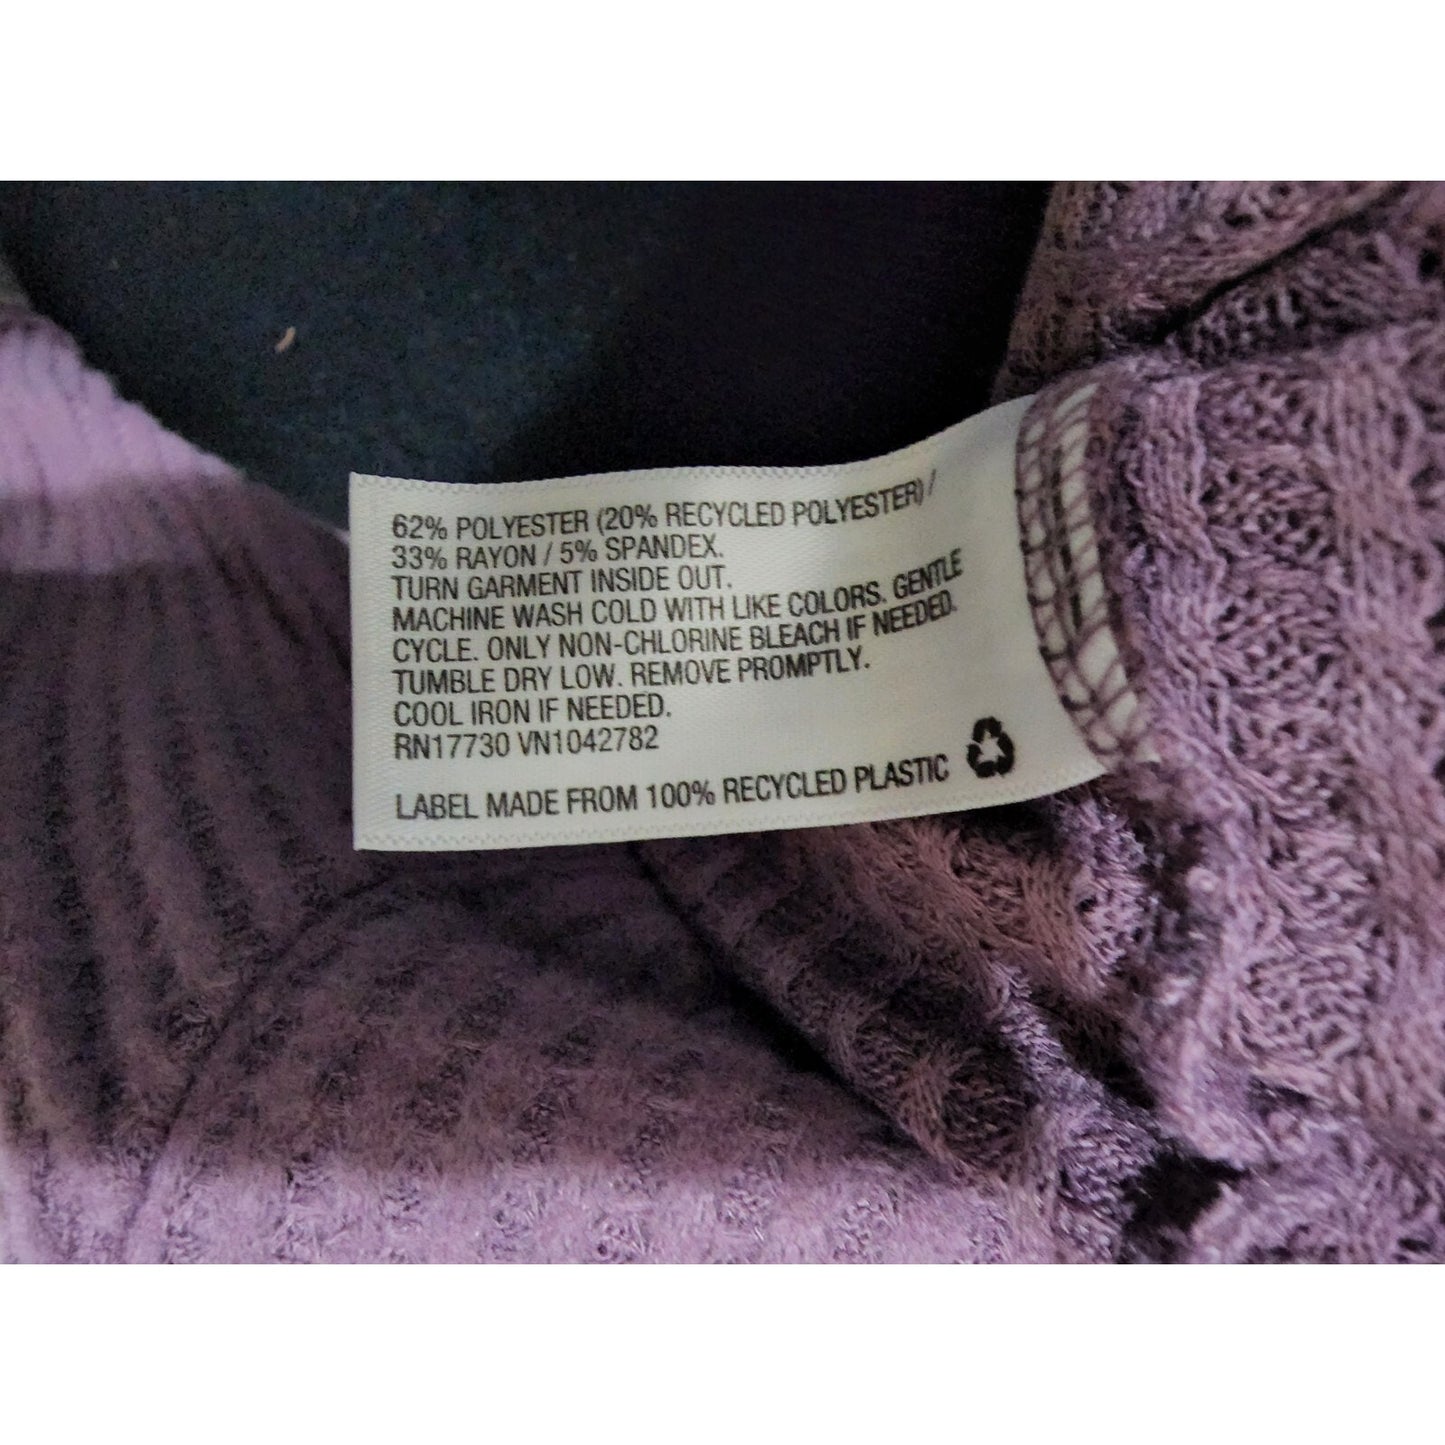 62% POLYESTER (20% RECYCLED POLYESTER) /
33% RAYON / 5% SPANDEX.
TURN GARMENT INSIDE OUT.
MACHINE WASH COLD WITH LIKE COLORS. GENTLE
CYCLE. ONLY NON-CHLORINE BLEACH IF NEEDED.
TUMBLE DRY LOW. REMOVE PROMPTLY.
COOL IRON IF NEEDED.
RN17730 VN1042782
LABEL MADE FROM 100% RECYCLED PLASTIC